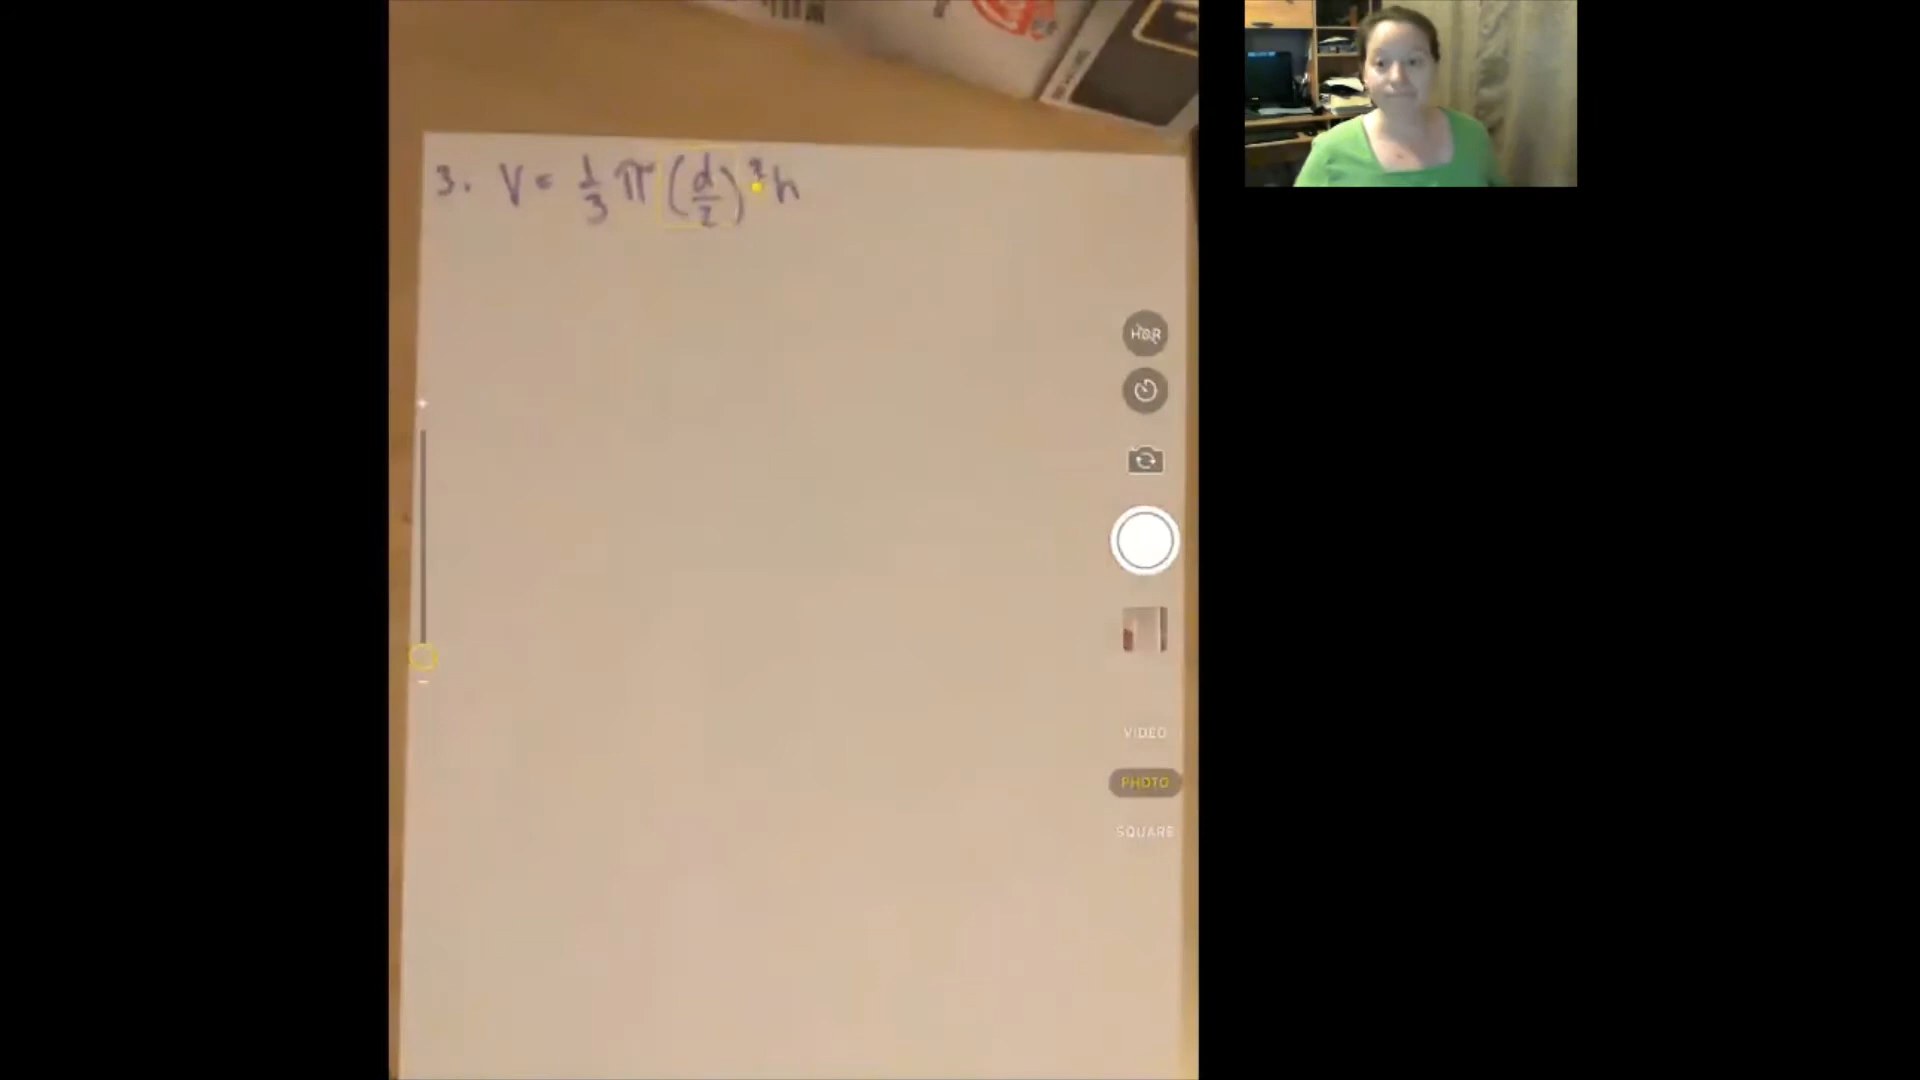 3. V = 1/3 π (d/2)² h
HDR
VIDEO
PHOTO
SQUARE